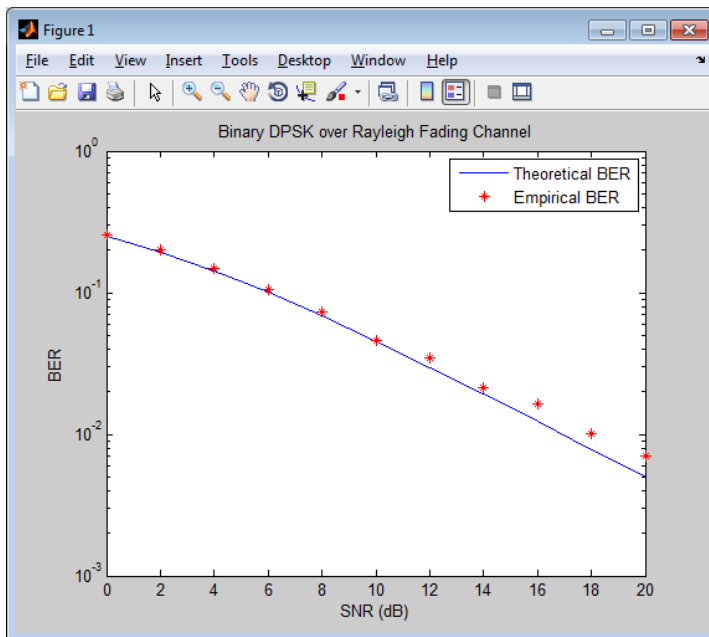 Figure 1
File Edit View Insert Tools Desktop Window Help
Binary DPSK over Rayleigh Fading Channel
Theoretical BER
Empirical BER
10^0
10^-1
10^-2
10^-3
BER
0 2 4 6 8 10 12 14 16 18 20
SNR (dB)